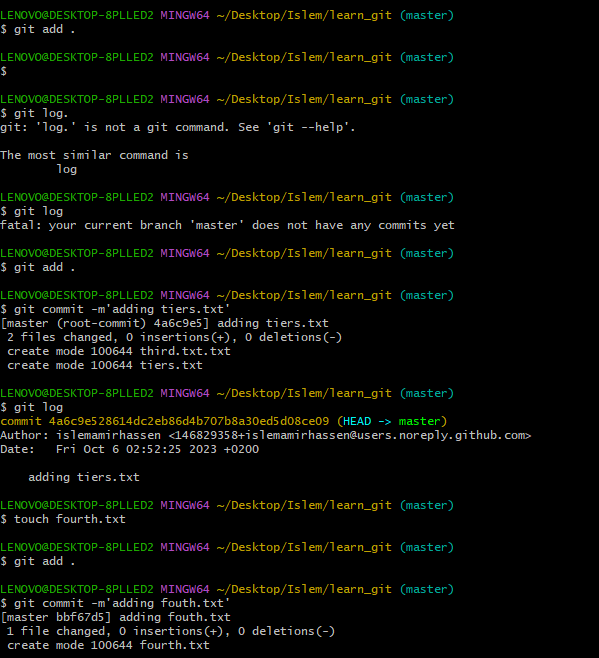 LENOVO@DESKTOP-8PLLED2 MINGW64 ~/Desktop/Islem/learn_git (master)
$ git add .
LENOVO@DESKTOP-8PLLED2 MINGW64 ~/Desktop/Islem/learn_git (master)
$
LENOVO@DESKTOP-8PLLED2 MINGW64 ~/Desktop/Islem/learn_git (master)
$ git log.
git: 'log.' is not a git command. See 'git --help'.
The most similar command is
log
LENOVO@DESKTOP-8PLLED2 MINGW64 ~/Desktop/Islem/learn_git (master)
$ git log
fatal: your current branch 'master' does not have any commits yet
LENOVO@DESKTOP-8PLLED2 MINGW64 ~/Desktop/Islem/learn_git (master)
$ git add .
LENOVO@DESKTOP-8PLLED2 MINGW64 ~/Desktop/Islem/learn_git (master)
$ git commit -m'adding tiers.txt'
[master (root-commit) 4a6c9e5] adding tiers.txt
2 files changed, 0 insertions(+), 0 deletions(-)
create mode 100644 third.txt.txt
create mode 100644 tiers.txt
LENOVO@DESKTOP-8PLLED2 MINGW64 ~/Desktop/Islem/learn_git (master)
$ git log
commit 4a6c9e528614dc2eb86d4b707b8a30ed5d08ce09 (HEAD -> master)
Author: islemamirhassen <146829358+islemamirhassen@users.noreply.github.com>
Date:   Fri Oct 6 02:52:25 2023 +0200
adding tiers.txt
LENOVO@DESKTOP-8PLLED2 MINGW64 ~/Desktop/Islem/learn_git (master)
$ touch fourth.txt
LENOVO@DESKTOP-8PLLED2 MINGW64 ~/Desktop/Islem/learn_git (master)
$ git add .
LENOVO@DESKTOP-8PLLED2 MINGW64 ~/Desktop/Islem/learn_git (master)
$ git commit -m'adding fouth.txt'
[master bbf67d5] adding fouth.txt
1 file changed, 0 insertions(+), 0 deletions(-)
create mode 100644 fourth.txt